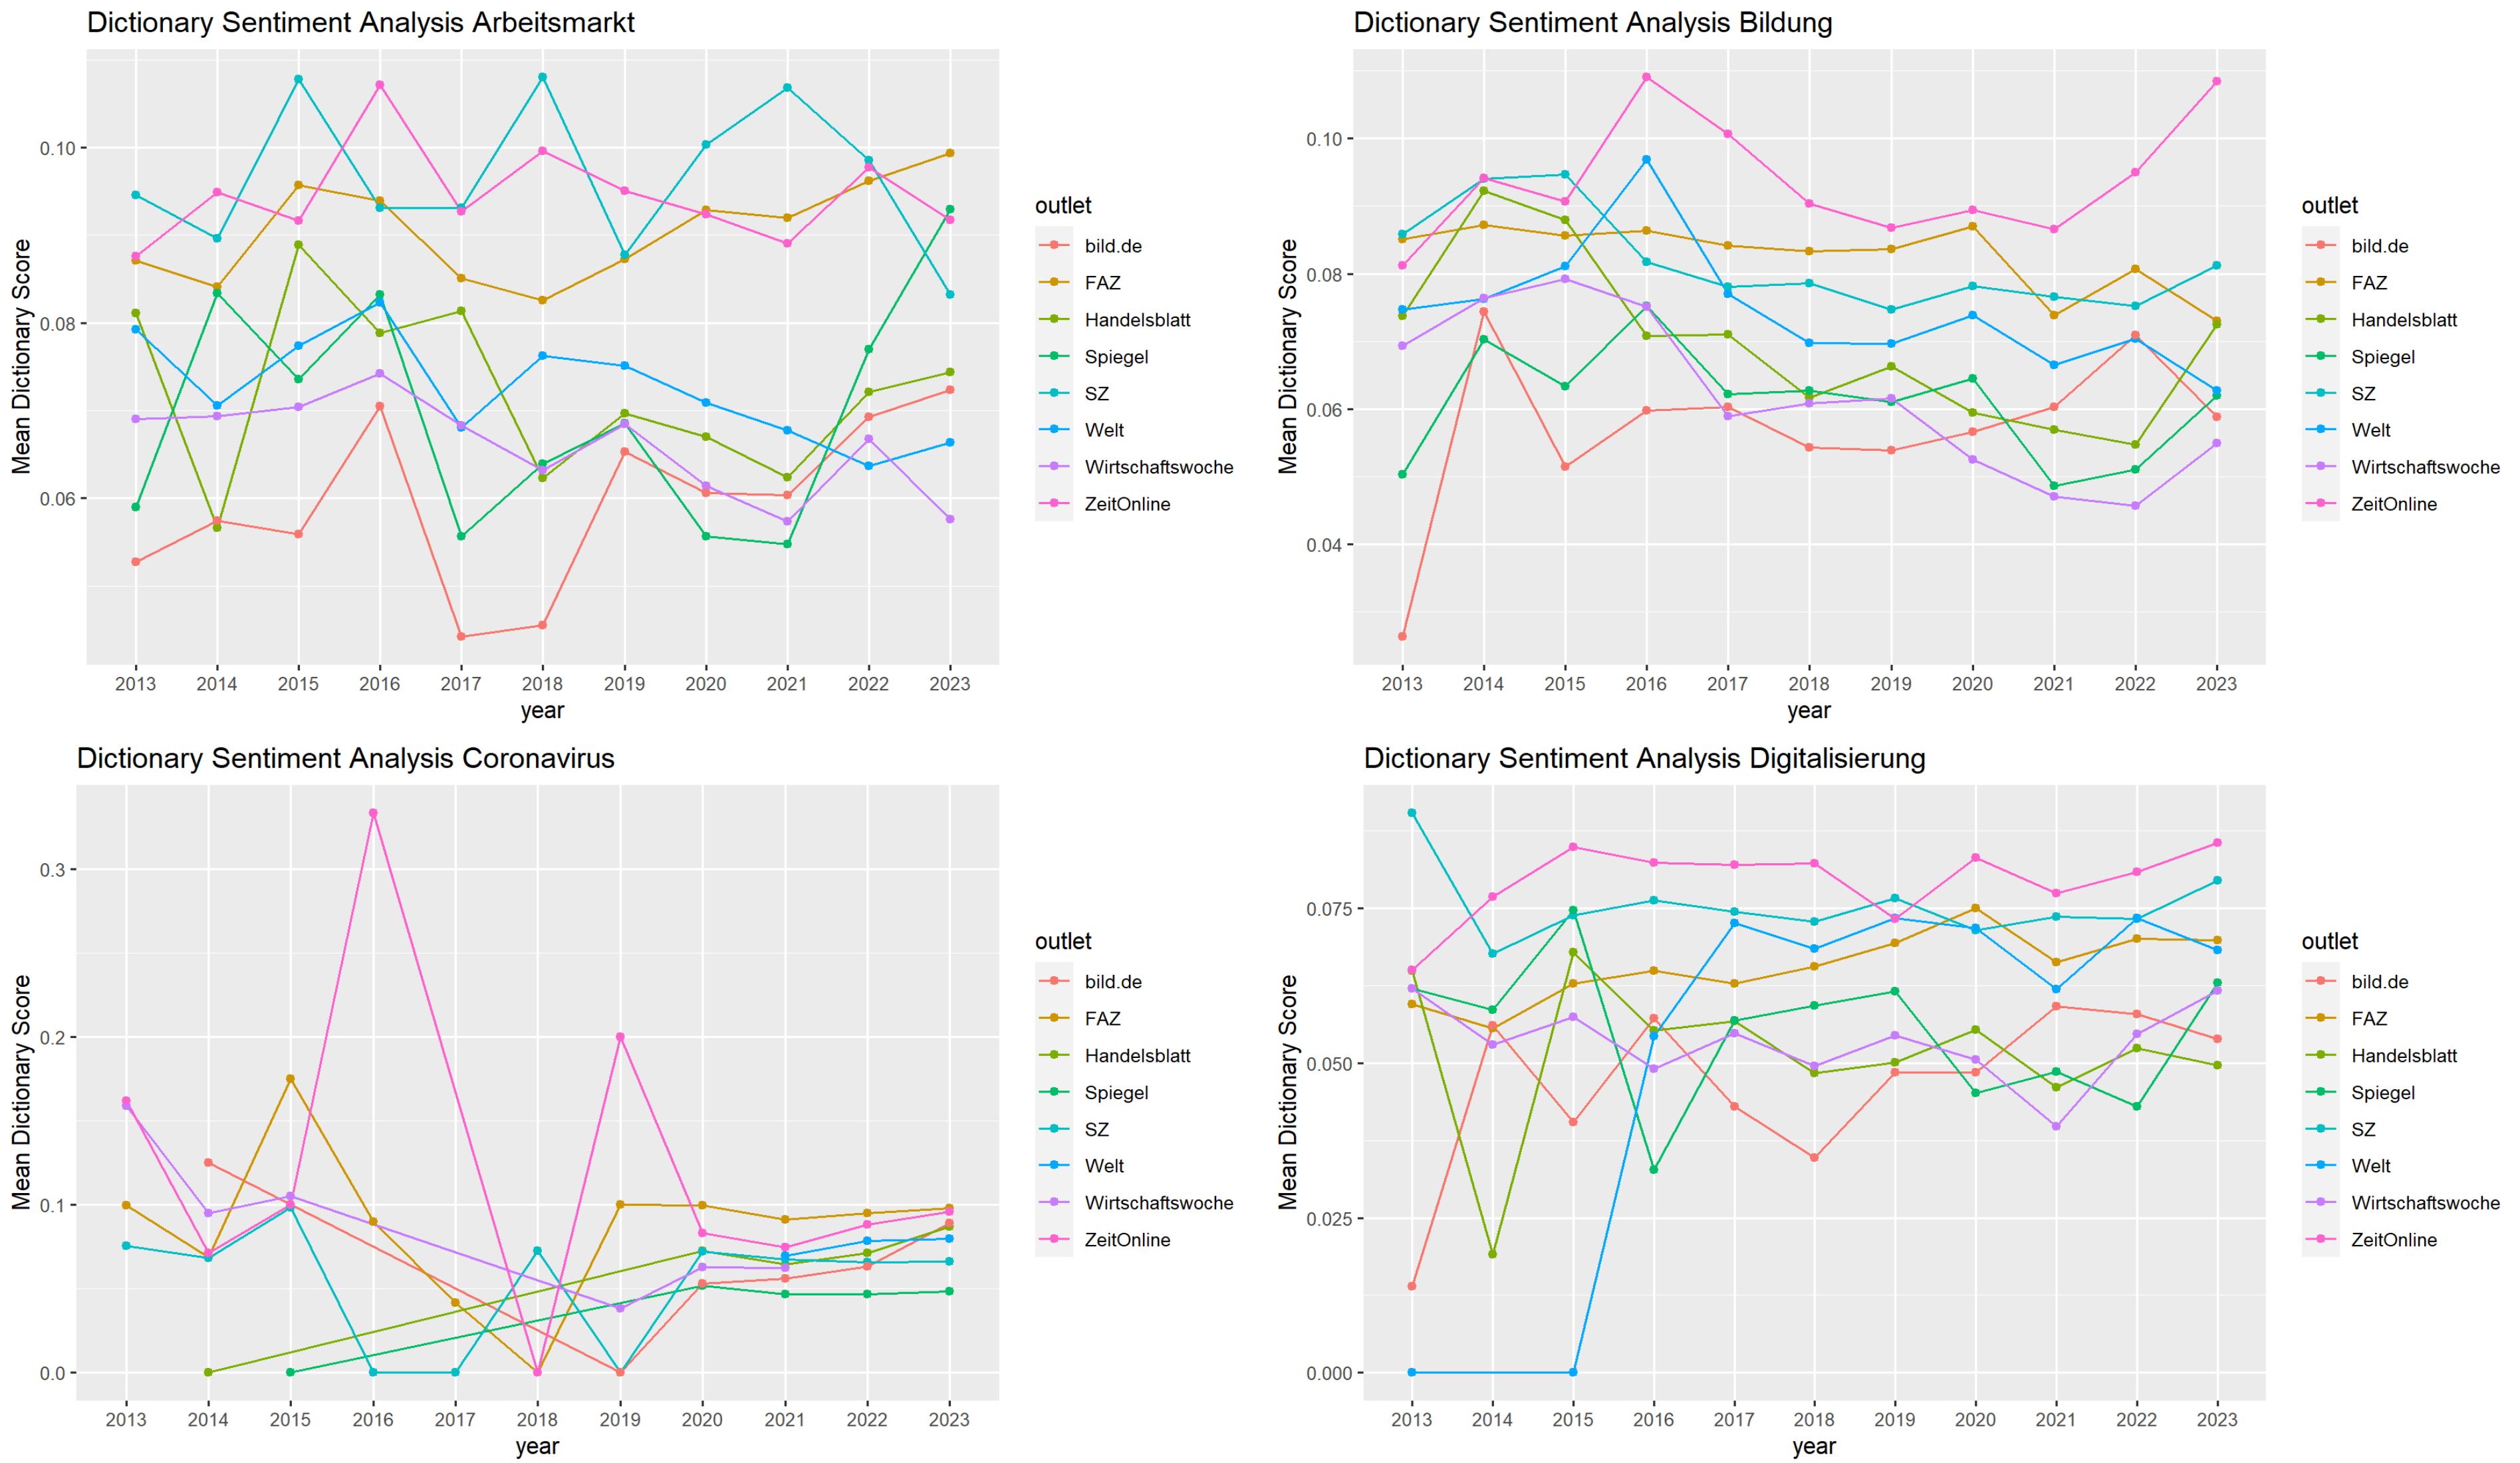 Dictionary Sentiment Analysis Arbeitsmarkt
Mean Dictionary Score
0.10
0.08
0.06
2013 2014 2015 2016 2017 2018 2019 2020 2021 2022 2023
year
outlet
bild.de
FAZ
Handelsblatt
Spiegel
SZ
Welt
Wirtschaftswoche
ZeitOnline
Dictionary Sentiment Analysis Bildung
Mean Dictionary Score
0.10
0.08
0.06
0.04
2013 2014 2015 2016 2017 2018 2019 2020 2021 2022 2023
year
outlet
bild.de
FAZ
Handelsblatt
Spiegel
SZ
Welt
Wirtschaftswoche
ZeitOnline
Dictionary Sentiment Analysis Coronavirus
Mean Dictionary Score
0.3
0.2
0.1
0.0
2013 2014 2015 2016 2017 2018 2019 2020 2021 2022 2023
year
outlet
bild.de
FAZ
Handelsblatt
Spiegel
SZ
Welt
Wirtschaftswoche
ZeitOnline
Dictionary Sentiment Analysis Digitalisierung
Mean Dictionary Score
0.075
0.050
0.025
0.000
2013 2014 2015 2016 2017 2018 2019 2020 2021 2022 2023
year
outlet
bild.de
FAZ
Handelsblatt
Spiegel
SZ
Welt
Wirtschaftswoche
ZeitOnline